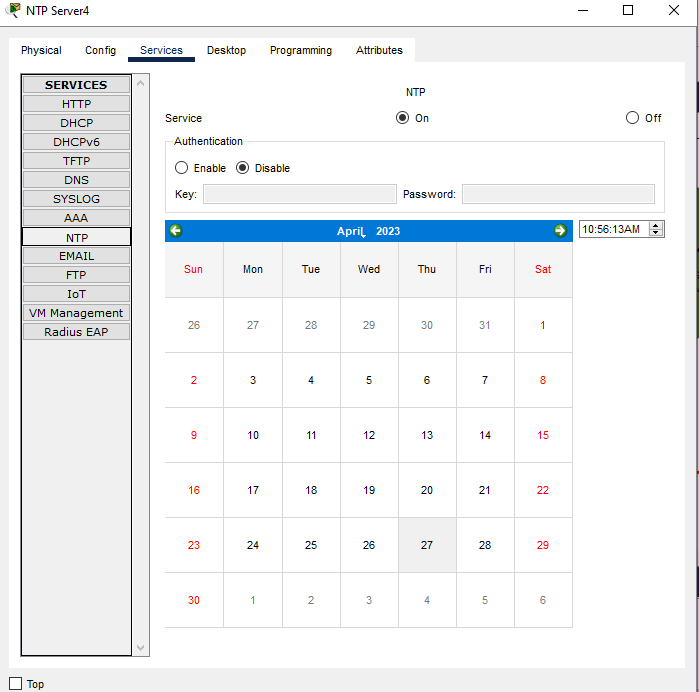 NTP Server4
Physical Config Services Desktop Programming Attributes
SERVICES
HTTP
DHCP
DHCPv6
TFTP
DNS
SYSLOG
AAA
NTP
EMAIL
FTP
IoT
VM Management
Radius EAP
NTP
Service On Off
Authentication
Enable Disable
Key: Password:
April, 2023 10:56:13AM
Sun Mon Tue Wed Thu Fri Sat
26 27 28 29 30 31 1
2 3 4 5 6 7 8
9 10 11 12 13 14 15
16 17 18 19 20 21 22
23 24 25 26 27 28 29
30 1 2 3 4 5 6
Top